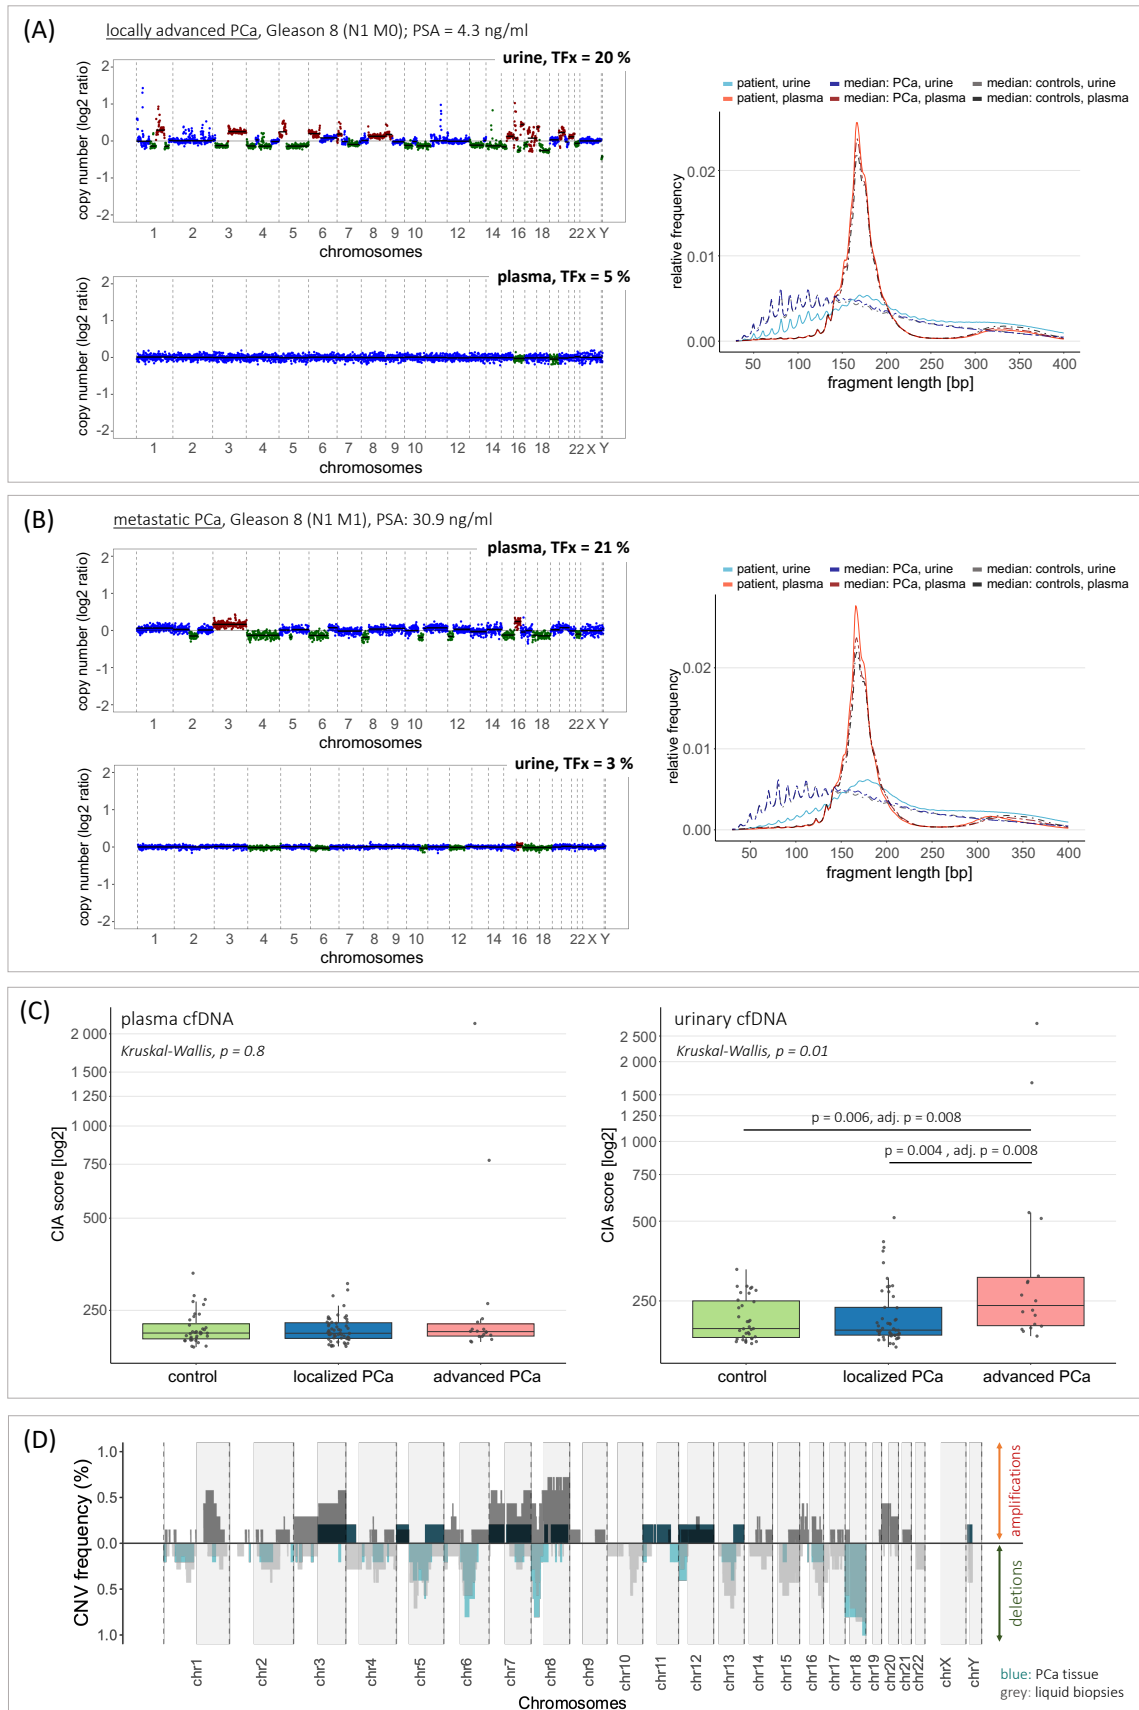 (A)
locally advanced PCa, Gleason 8 (N1 M0); PSA = 4.3 ng/ml
urine, TFx = 20 %
copy number (log2 ratio)
2
1
0
-1
-2
1 2 3 4 5 6 7 8 9 10 12 14 16 18 22 X Y
chromosomes
plasma, TFx = 5 %
copy number (log2 ratio)
2
1
0
-1
-2
1 2 3 4 5 6 7 8 9 10 12 14 16 18 22 X Y
chromosomes
patient, urine median: PCa, urine median: controls, urine
patient, plasma median: PCa, plasma median: controls, plasma
relative frequency
0.02
0.01
0.00
50 100 150 200 250 300 350 400
fragment length [bp]
(B)
metastatic PCa, Gleason 8 (N1 M1), PSA: 30.9 ng/ml
plasma, TFx = 21 %
copy number (log2 ratio)
2
1
0
-1
-2
1 2 3 4 5 6 7 8 9 10 12 14 16 18 22 X Y
chromosomes
urine, TFx = 3 %
copy number (log2 ratio)
2
1
0
-1
-2
1 2 3 4 5 6 7 8 9 10 12 14 16 18 22 X Y
chromosomes
patient, urine median: PCa, urine median: controls, urine
patient, plasma median: PCa, plasma median: controls, plasma
relative frequency
0.02
0.01
0.00
50 100 150 200 250 300 350 400
fragment length [bp]
(C)
plasma cfDNA
Kruskal-Wallis, p = 0.8
CIA score [log2]
2 000
1 500
1 250
1 000
750
500
250
control localized PCa advanced PCa
urinary cfDNA
Kruskal-Wallis, p = 0.01
p = 0.006, adj. p = 0.008
p = 0.004 , adj. p = 0.008
CIA score [log2]
2 500
2 000
1 500
1 250
1 000
750
500
250
control localized PCa advanced PCa
(D)
CNV frequency (%)
1.0
0.5
0.0
0.5
1.0
amplifications
deletions
chr1 chr2 chr3 chr4 chr5 chr6 chr7 chr8 chr9 chr10 chr11 chr12 chr13 chr14 chr15 chr16 chr17 chr18 chr19 chr20 chr21 chr22 chrX chrY
Chromosomes
blue: PCa tissue
grey: liquid biopsies